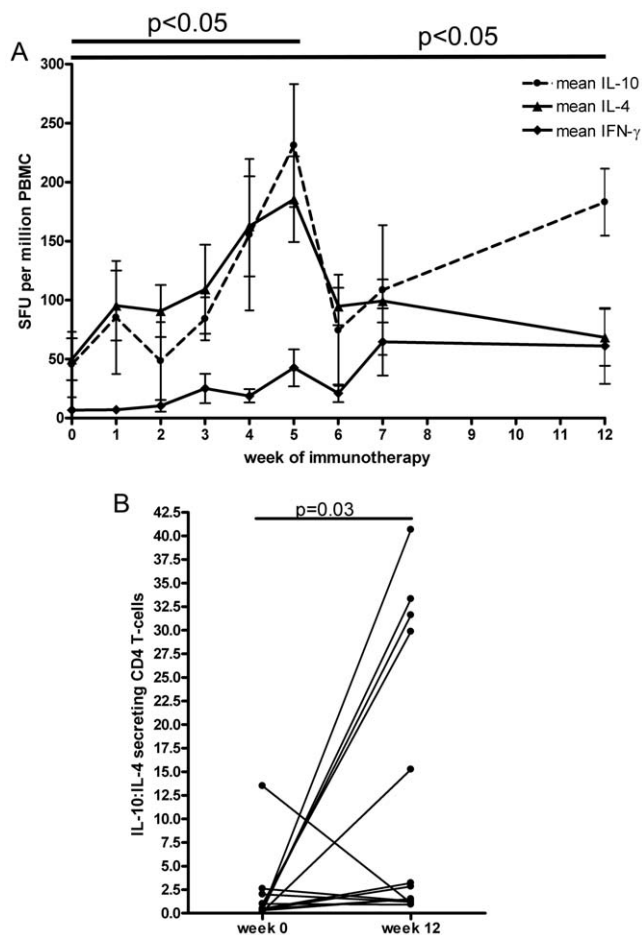 p<0.05
p<0.05
A
300
250
200
150
100
50
0
SFU per million PBMC
mean IL-10
mean IL-4
mean IFN-γ
0 1 2 3 4 5 6 7 8 9 10 11 12
week of immunotherapy
B
p=0.03
42.5
40.0
37.5
35.0
32.5
30.0
27.5
25.0
22.5
20.0
17.5
15.0
12.5
10.0
7.5
5.0
2.5
0.0
IL-10:IL-4 secreting CD4 T-cells
week 0 week 12